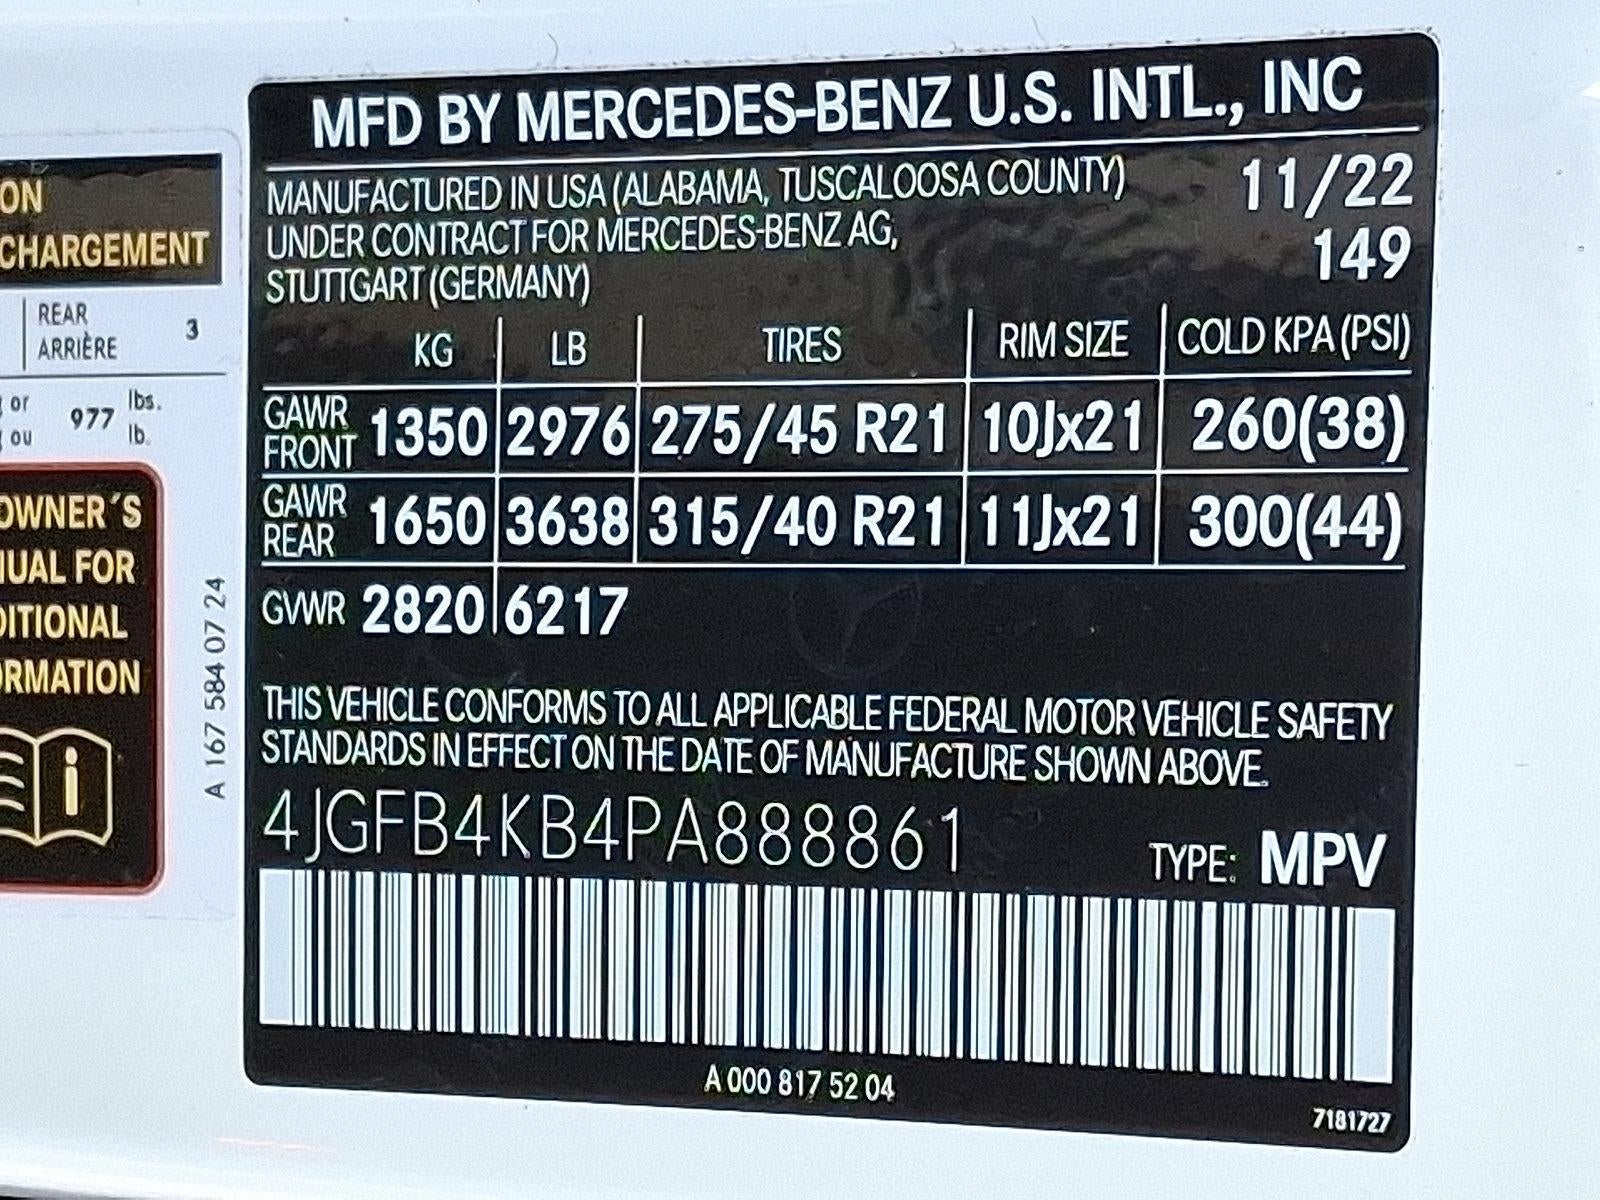 ON
CHARGEMENT
REAR
ARRIÈRE 3
or 977 lbs.
ou lb.
OWNER´S
UAL FOR
ITIONAL
RMATION
i
A 167 584 07 24
MFD BY MERCEDES-BENZ U.S. INTL., INC
MANUFACTURED IN USA (ALABAMA, TUSCALOOSA COUNTY) 11/22
UNDER CONTRACT FOR MERCEDES-BENZ AG, 149
STUTTGART (GERMANY)
KG LB TIRES RIM SIZE COLD KPA (PSI)
GAWR FRONT 1350 2976 275/45 R21 10Jx21 260(38)
GAWR REAR 1650 3638 315/40 R21 11Jx21 300(44)
GVWR 2820 6217
THIS VEHICLE CONFORMS TO ALL APPLICABLE FEDERAL MOTOR VEHICLE SAFETY
STANDARDS IN EFFECT ON THE DATE OF MANUFACTURE SHOWN ABOVE.
4JGFB4KB4PA888861 TYPE: MPV
A 000 817 52 04
7181727